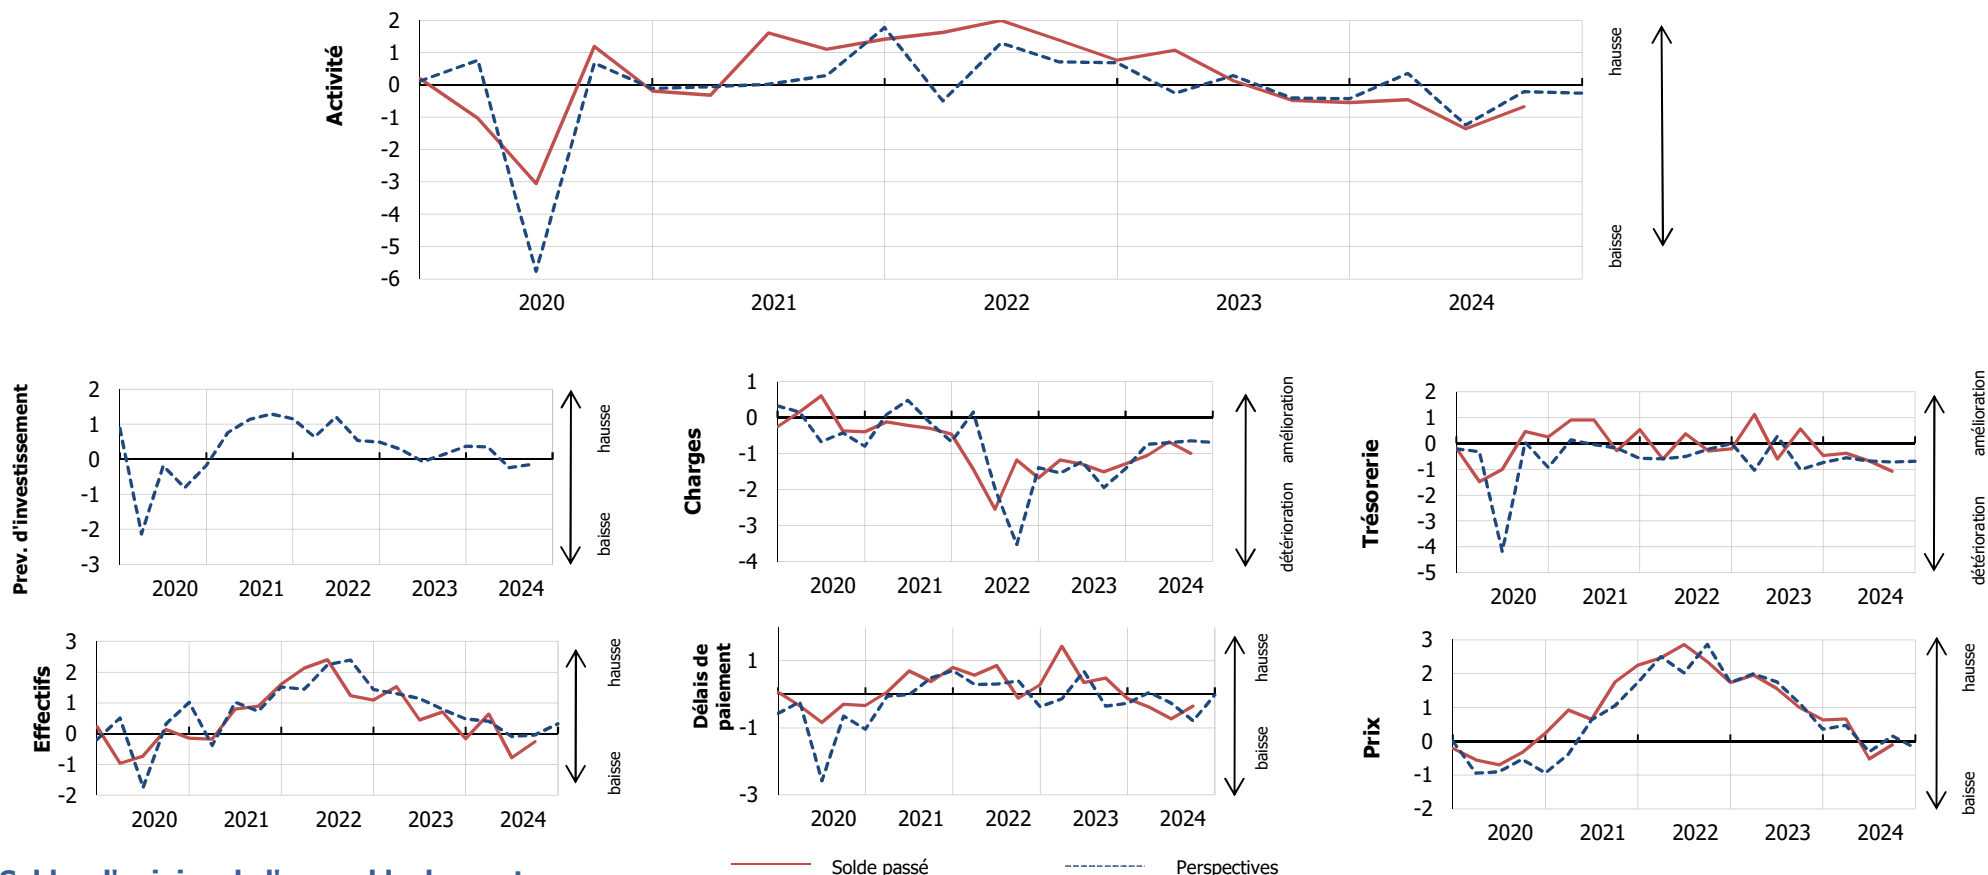 Activité
2
1
0
-1
-2
-3
-4
-5
-6
2020 2021 2022 2023 2024
hausse
baisse
Prev. d'investissement
2
1
0
-1
-2
-3
2020 2021 2022 2023 2024
hausse
baisse
Charges
1
0
-1
-2
-3
-4
2020 2021 2022 2023 2024
amélioration
détérioration
Trésorerie
2
1
0
-1
-2
-3
-4
-5
2020 2021 2022 2023 2024
amélioration
détérioration
Effectifs
3
2
1
0
-1
-2
2020 2021 2022 2023 2024
hausse
baisse
Délais de
paiement
1
-1
-3
2020 2021 2022 2023 2024
hausse
baisse
Prix
3
2
1
0
-1
-2
2020 2021 2022 2023 2024
hausse
baisse
Solde passé Perspectives